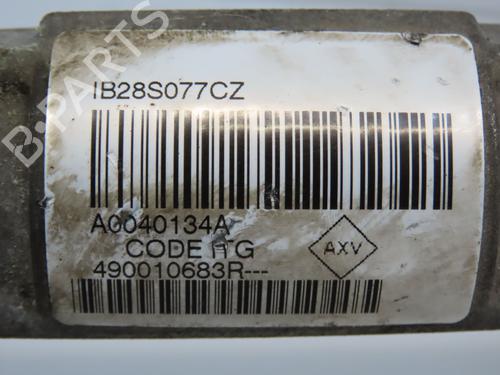 IB28S077CZ
A0040134A
CODE ITG
AXV
490010683R---
B-PARTS